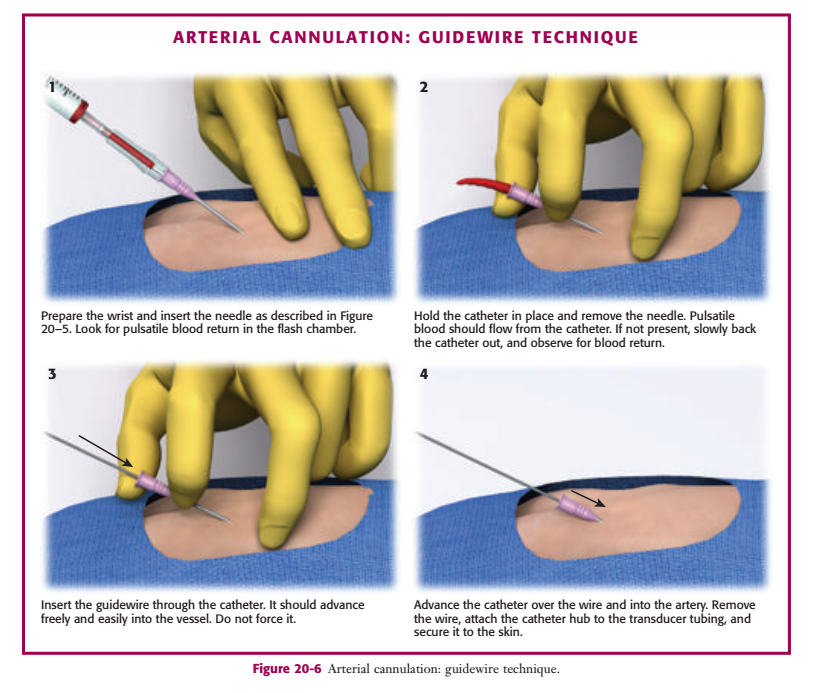 ARTERIAL CANNULATION: GUIDEWIRE TECHNIQUE
1
2
Prepare the wrist and insert the needle as described in Figure
20–5. Look for pulsatile blood return in the flash chamber.
Hold the catheter in place and remove the needle. Pulsatile
blood should flow from the catheter. If not present, slowly back
the catheter out, and observe for blood return.
3
4
Insert the guidewire through the catheter. It should advance
freely and easily into the vessel. Do not force it.
Advance the catheter over the wire and into the artery. Remove
the wire, attach the catheter hub to the transducer tubing, and
secure it to the skin.
Figure 20-6 Arterial cannulation: guidewire technique.